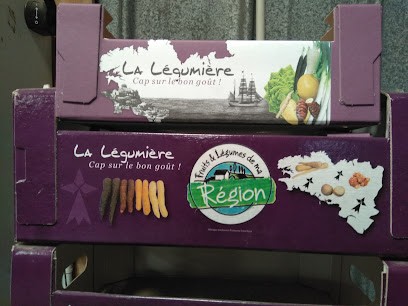 La Légumière
Cap sur le bon goût !
La Légumière
Cap sur le bon goût !
Fruits & Légumes de ma
Région